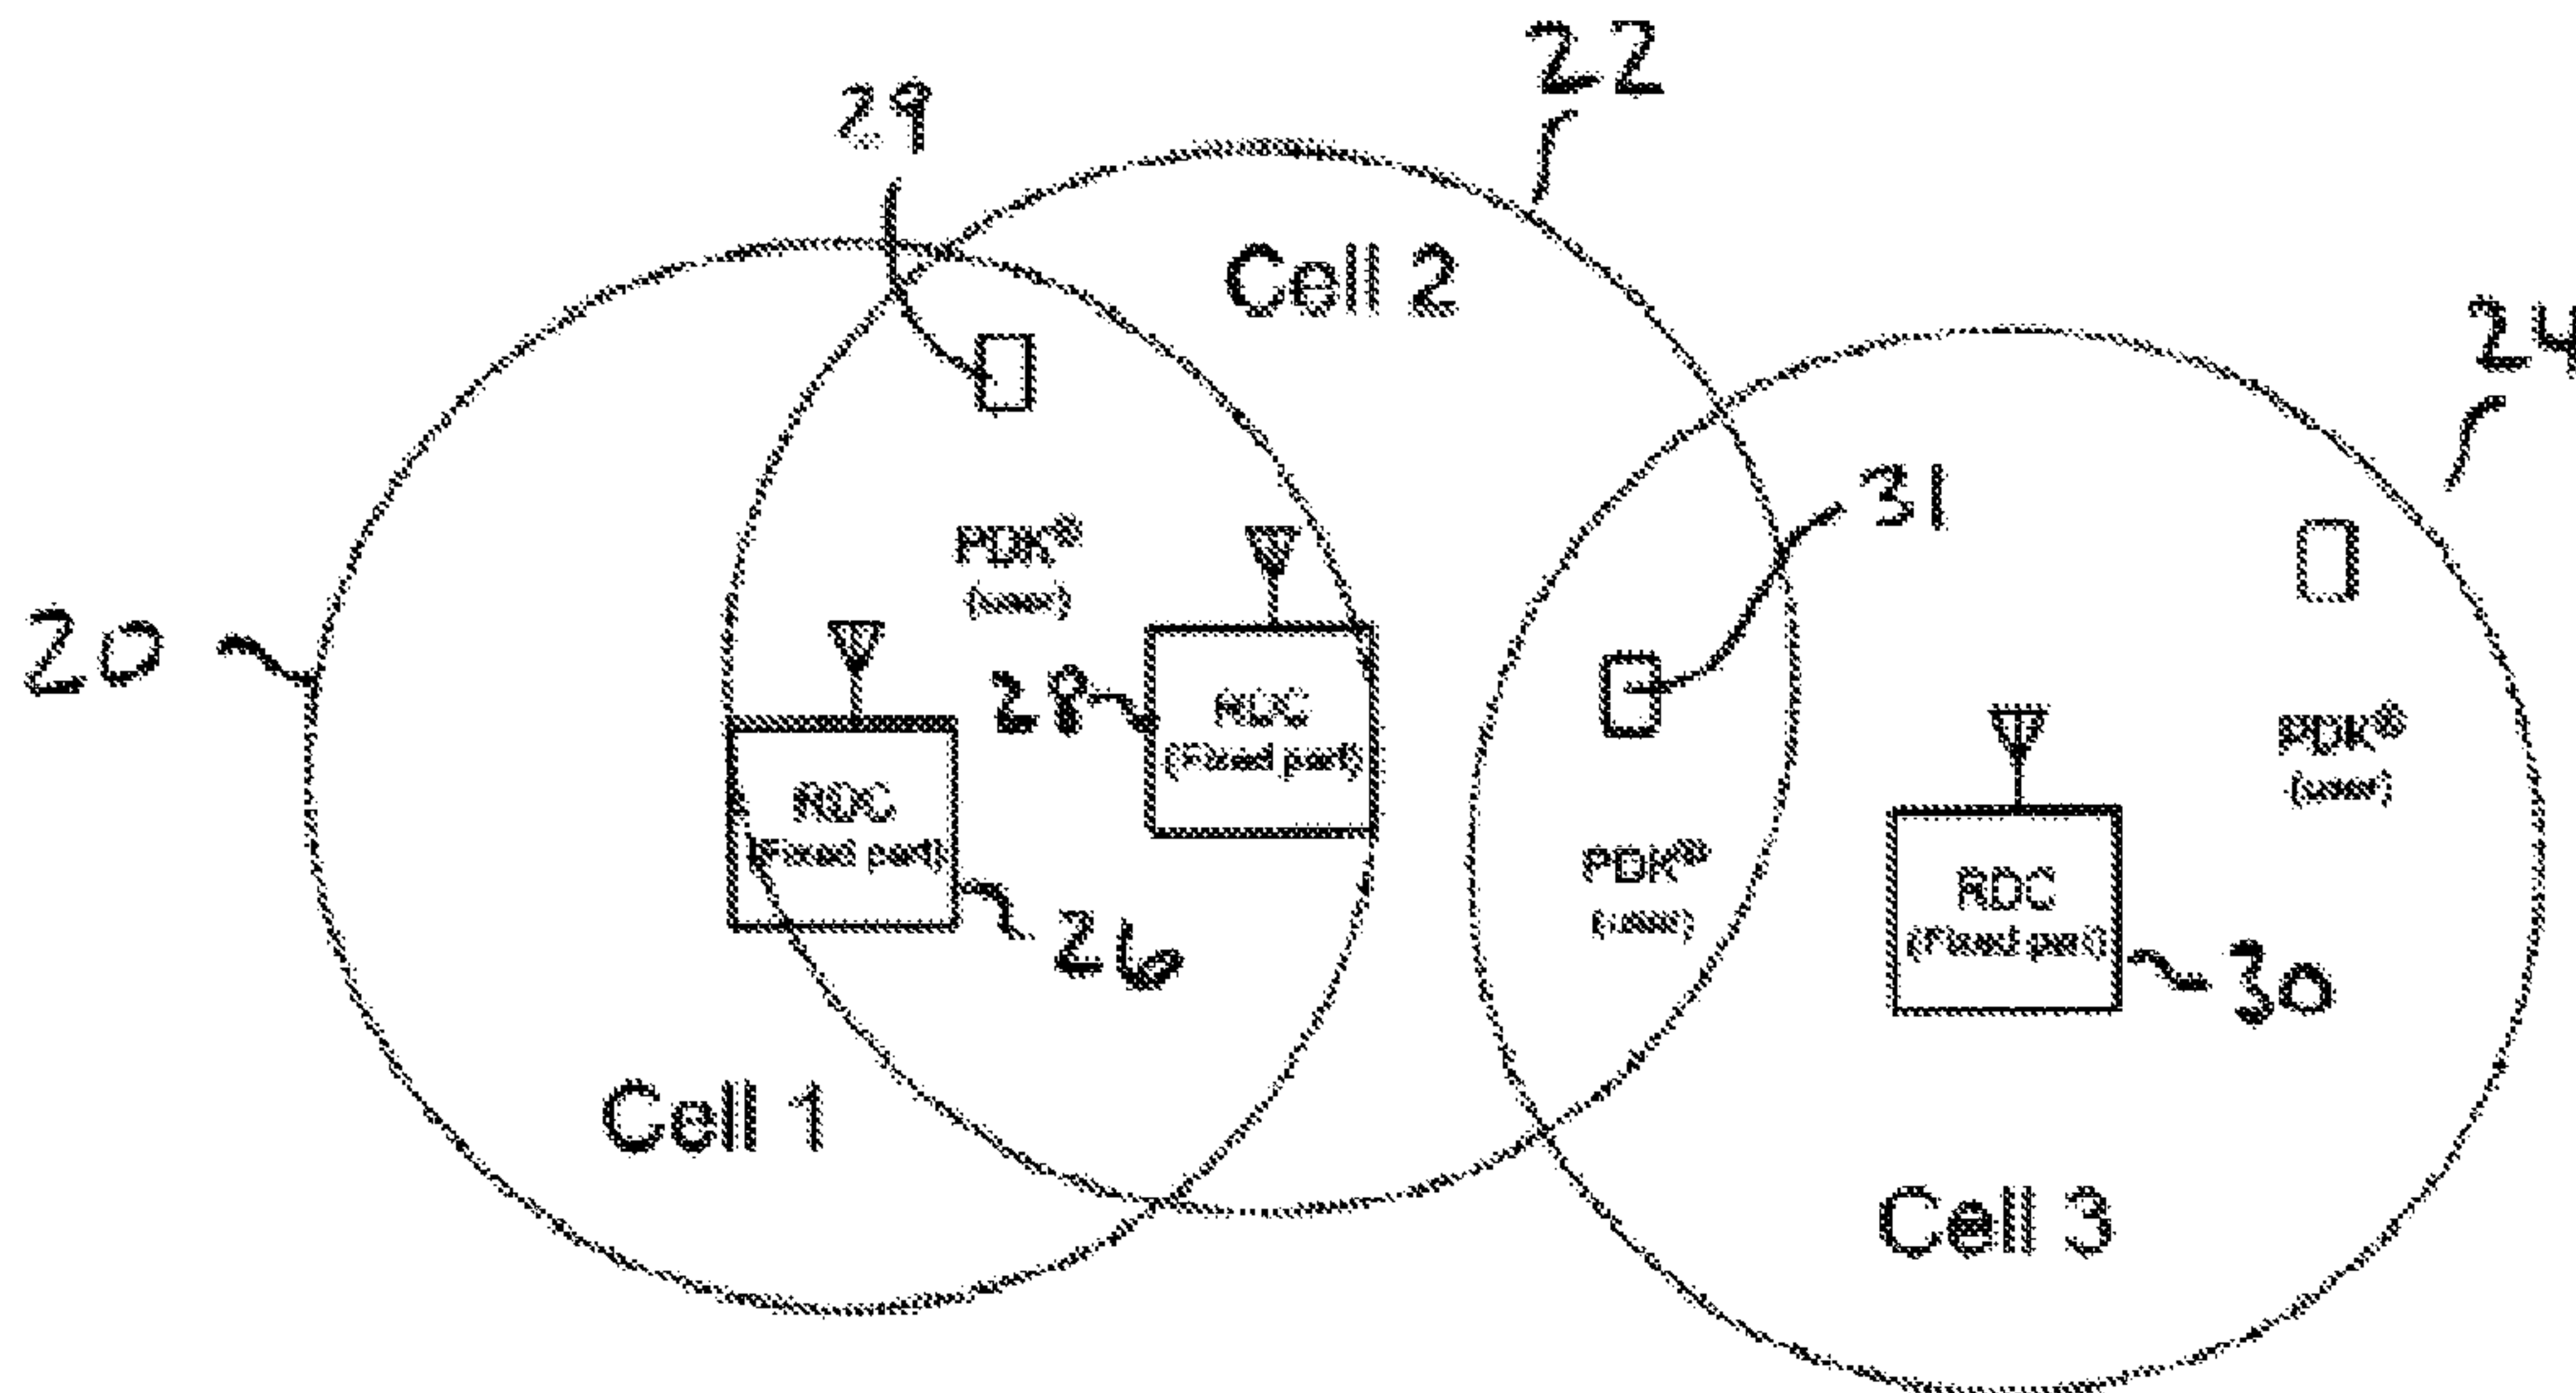 22
29
Cell 2
24
31
PDK®
(user)
20
28
RDC
(Fixed part)
PDK®
(user)
RDC
(Fixed part)
PDK®
(user)
RDC
(Fixed part)
26
30
Cell 1
Cell 3